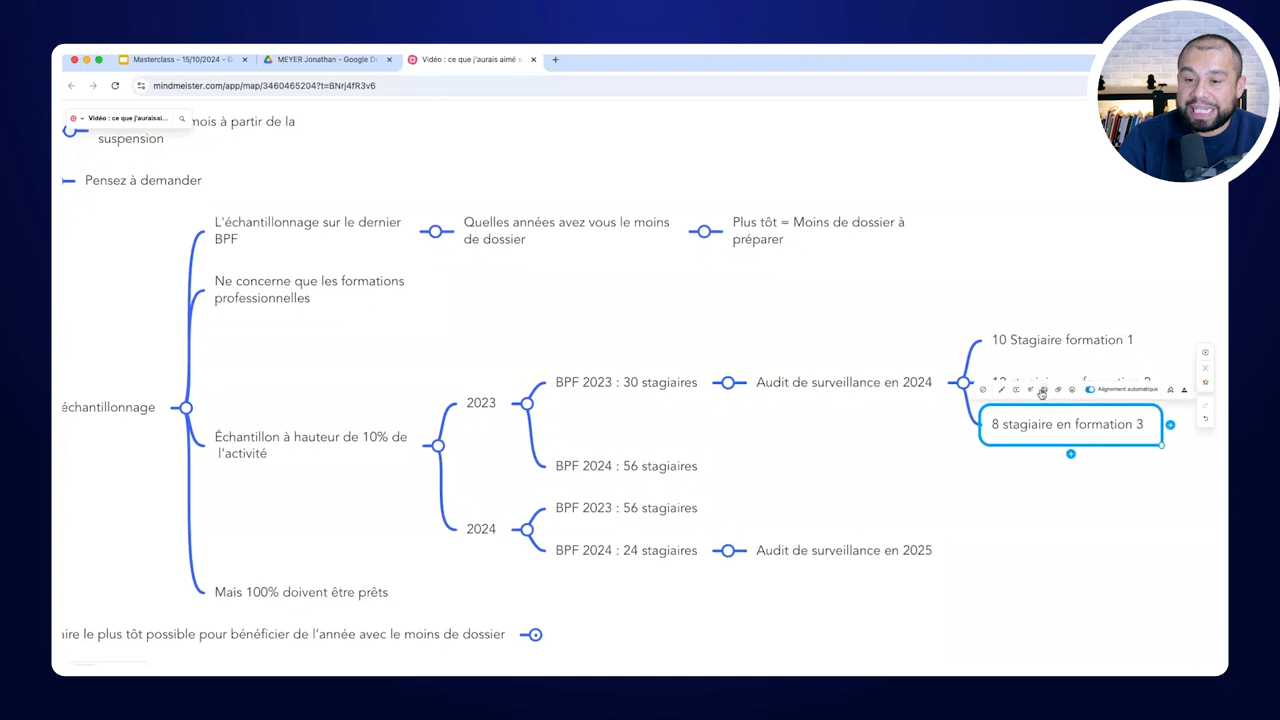 Masterclass - 15/10/2024 - G
MEYER Jonathan - Google D
Vidéo : ce que j'aurais aimé s
mindmeister.com/app/map/3460465204?t=BNrj4fR3v6
Vidéo : ce que j'auraisai...
mois à partir de la
suspension
Pensez à demander
L'échantillonnage sur le dernier
BPF
Quelles années avez vous le moins
de dossier
Plus tôt = Moins de dossier à
préparer
Ne concerne que les formations
professionnelles
10 Stagiaire formation 1
BPF 2023 : 30 stagiaires
Audit de surveillance en 2024
Alignement automatique
2023
échantillonnage
8 stagiaire en formation 3
Échantillon à hauteur de 10% de
l'activité
BPF 2024 : 56 stagiaires
BPF 2023 : 56 stagiaires
2024
BPF 2024 : 24 stagiaires
Audit de surveillance en 2025
Mais 100% doivent être prêts
ire le plus tôt possible pour bénéficier de l'année avec le moins de dossier